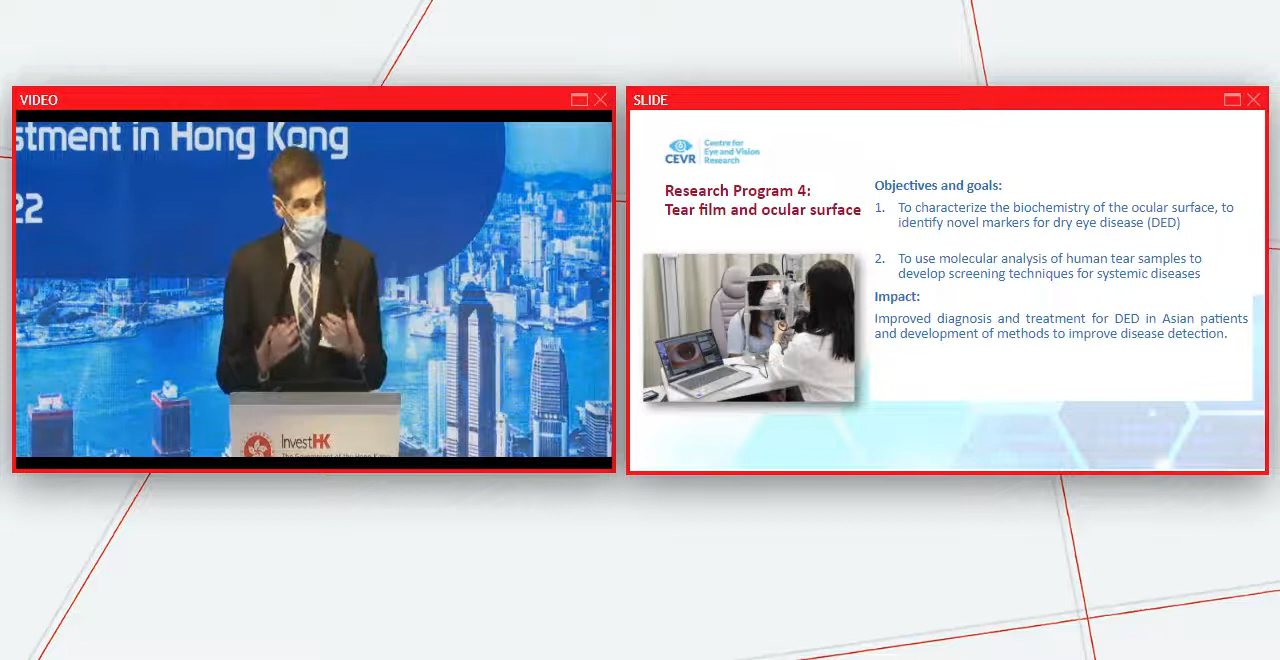 VIDEO
stment in Hong Kong
22
InvestHK
The Government of the Hong Kong
SLIDE
CEVR
Centre for
Eye and Vision
Research
Research Program 4:
Tear film and ocular surface
Objectives and goals:
1. To characterize the biochemistry of the ocular surface, to
identify novel markers for dry eye disease (DED)
2. To use molecular analysis of human tear samples to
develop screening techniques for systemic diseases
Impact:
Improved diagnosis and treatment for DED in Asian patients
and development of methods to improve disease detection.